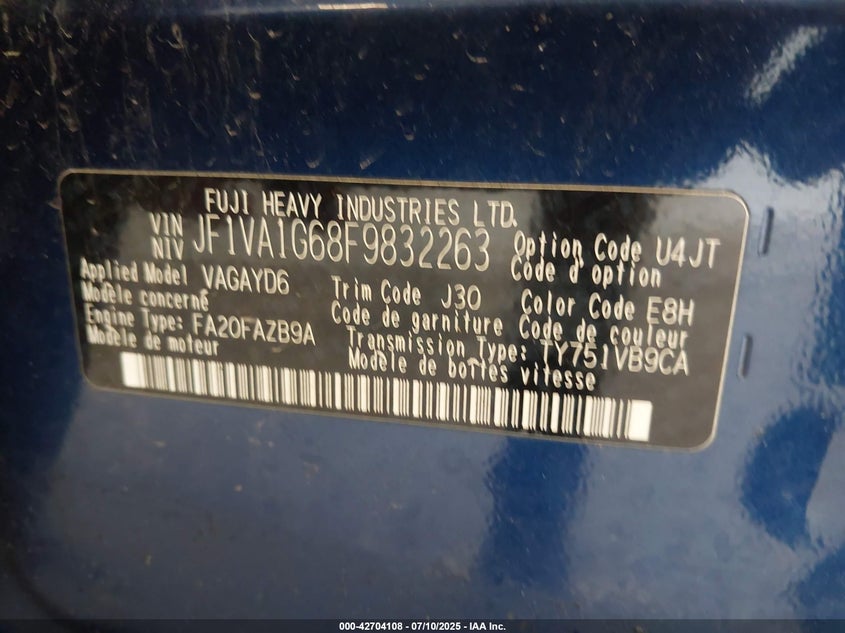 FUJI HEAVY INDUSTRIES LTD.
VIN
NIV JF1VA1G68F9832263
Option Code U4JT
Code d'option
Applied Model VAGAYD6
Modèle concerné
Trim Code J30
Code de garniture
Color Code E8H
Code de couleur
Engine Type: FA20FAZB9A
Modèle de moteur
Transmission Type: TY751VB9CA
Modèle de boîtes vitesse
000-42704108 - 07/10/2025 - IAA Inc.